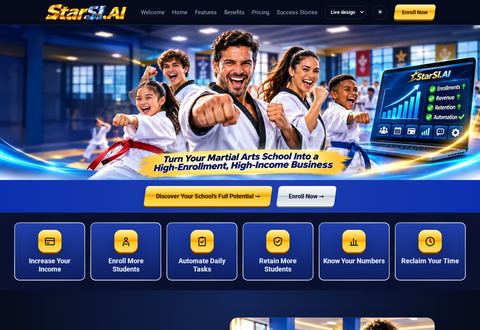 StarSI.AI
Welcome Home Features Benefits Pricing Success Stories Live design Enroll Now
StarSI.AI
Enrollments
Revenue
Retention
Automation
Turn Your Martial Arts School Into a
High-Enrollment, High-Income Business
Discover Your School's Full Potential →
Enroll Now →
Increase Your
Income
Enroll More
Students
Automate Daily
Tasks
Retain More
Students
Know Your Numbers
Reclaim Your Time